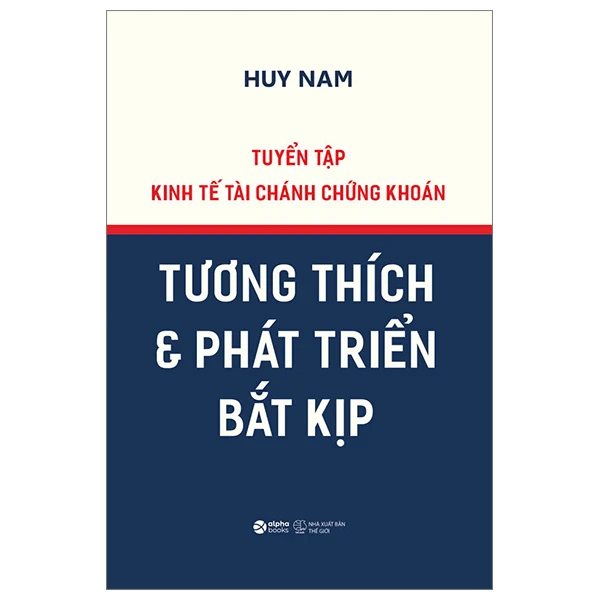 HUY NAM
TUYỂN TẬP
KINH TẾ TÀI CHÁNH CHỨNG KHOÁN
TƯƠNG THÍCH
& PHÁT TRIỂN
BẮT KỊP
alpha
books
NHÀ XUẤT BẢN
THẾ GIỚI